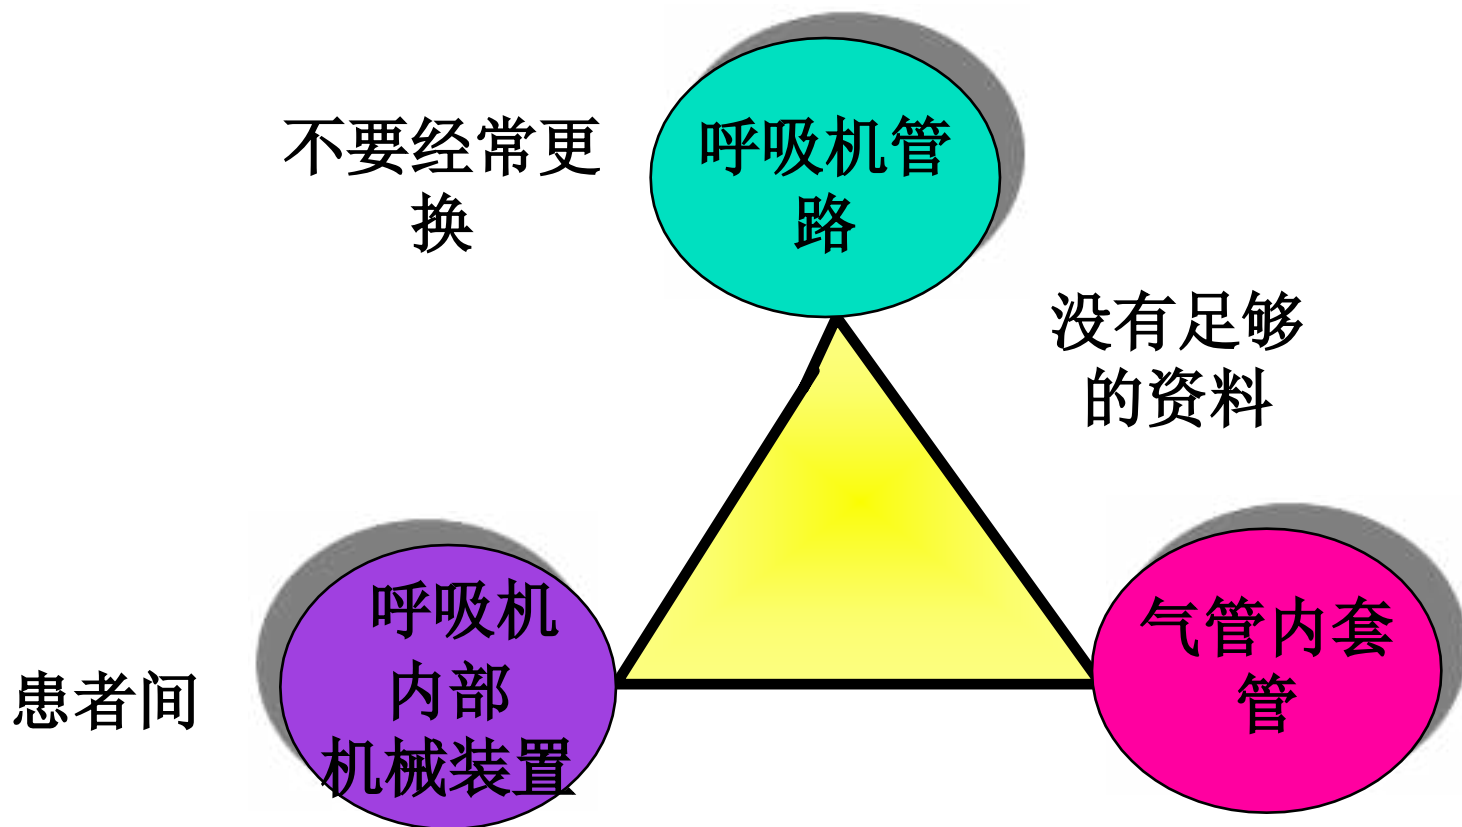 不要经常更
换
呼吸机管
路
没有足够
的资料
呼吸机
内部
机械装置
患者间
气管内套
管